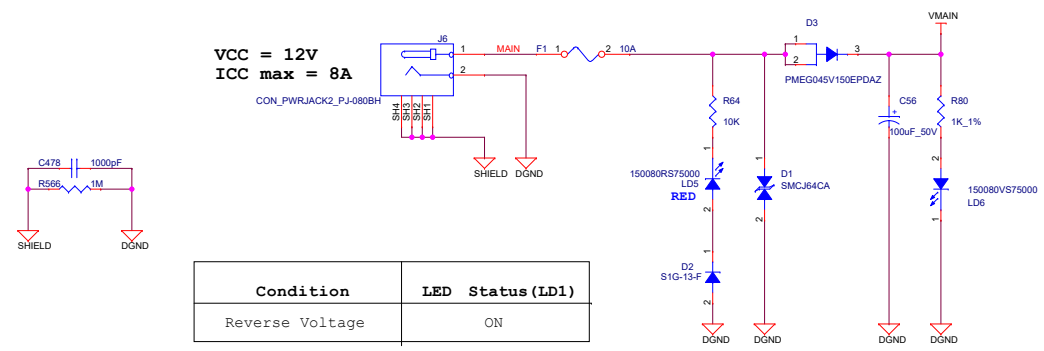 VCC = 12V
ICC max = 8A
J6
1
2
CON_PWRJACK2_PJ-080BH
SH4
SH3
SH2
SH1
MAIN
F1
1
2
10A
SHIELD
DGND
D3
1
2
3
PMEG045V150EPDAZ
VMAIN
R64
10K
1
150080RS75000
LD5
RED
2
1
D2
S1G-13-F
2
DGND
1
D1
SMCJ64CA
2
DGND
C56
+
100uF_50V
DGND
R80
1K_1%
2
150080VS75000
LD6
1
DGND
C478
1000pF
R566
1M
SHIELD
DGND
Condition LED Status(LD1)
Reverse Voltage ON